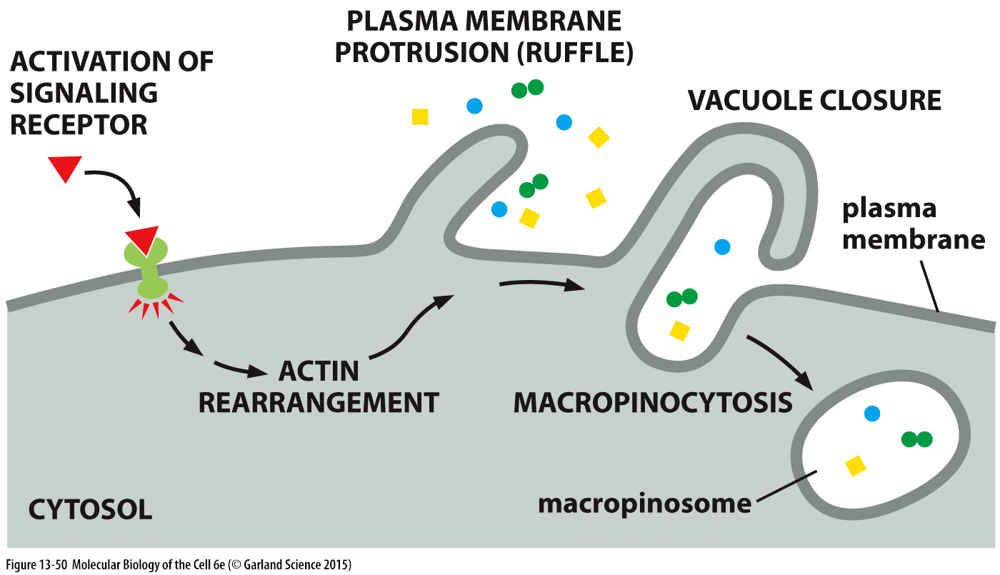 PLASMA MEMBRANE
PROTRUSION (RUFFLE)
ACTIVATION OF
SIGNALING
RECEPTOR
VACUOLE CLOSURE
plasma
membrane
ACTIN
REARRANGEMENT
MACROPINOCYTOSIS
macropinosome
CYTOSOL
Figure 13-50 Molecular Biology of the Cell 6e (© Garland Science 2015)